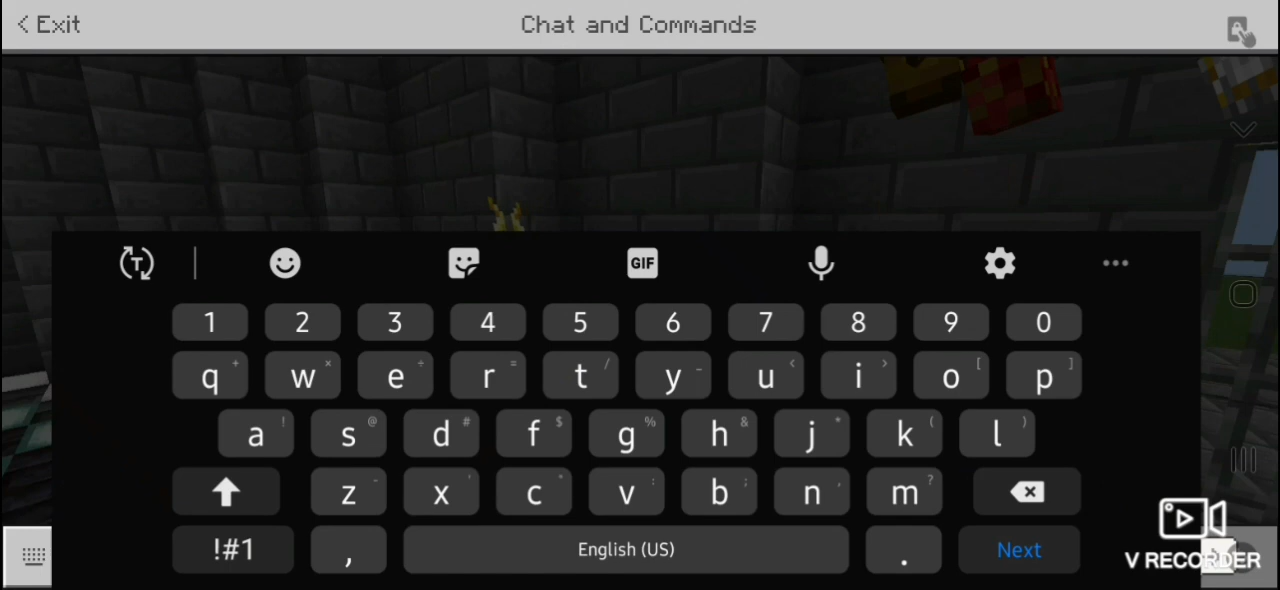 < Exit
Chat and Commands
T
GIF
1 2 3 4 5 6 7 8 9 0
q + w × e ÷ r = t / y _ u < i > o [ p ]
a ! s @ d # f $ g % h & j * k ( l )
z - x ' c " v : b ; n , m ?
!#1 , English (US) . Next
V RECORDER